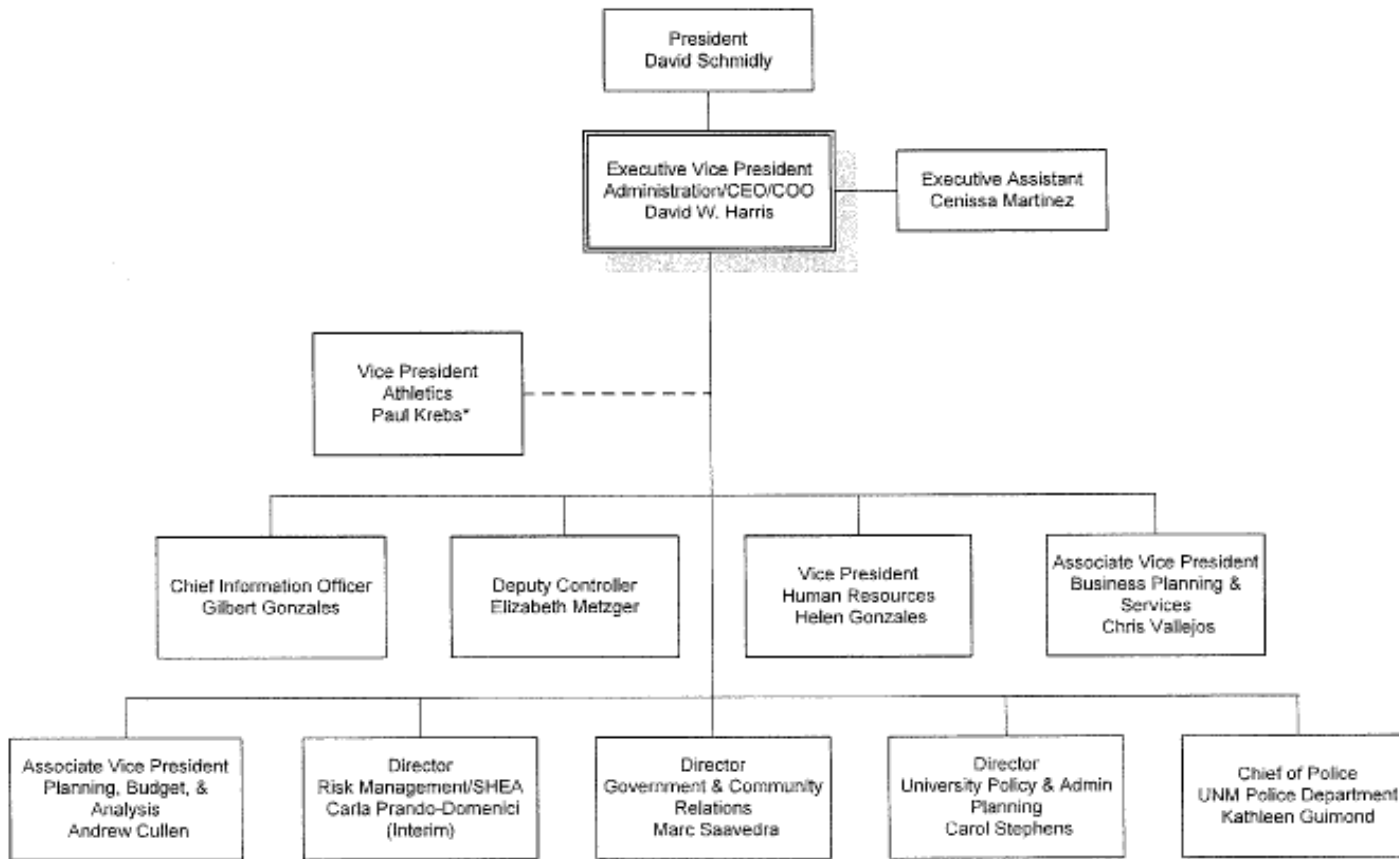 President
David Schmidly
Executive Vice President
Administration/CEO/COO
David W. Harris
Executive Assistant
Cenissa Martinez
Vice President
Athletics
Paul Krebs*
Chief Information Officer
Gilbert Gonzales
Deputy Controller
Elizabeth Metzger
Vice President
Human Resources
Helen Gonzales
Associate Vice President
Business Planning &
Services
Chris Vallejos
Associate Vice President
Planning, Budget, &
Analysis
Andrew Cullen
Director
Risk Management/SHEA
Carla Prando-Domenici
(Interim)
Director
Government & Community
Relations
Marc Saavedra
Director
University Policy & Admin
Planning
Carol Stephens
Chief of Police
UNM Police Department
Kathleen Guimond